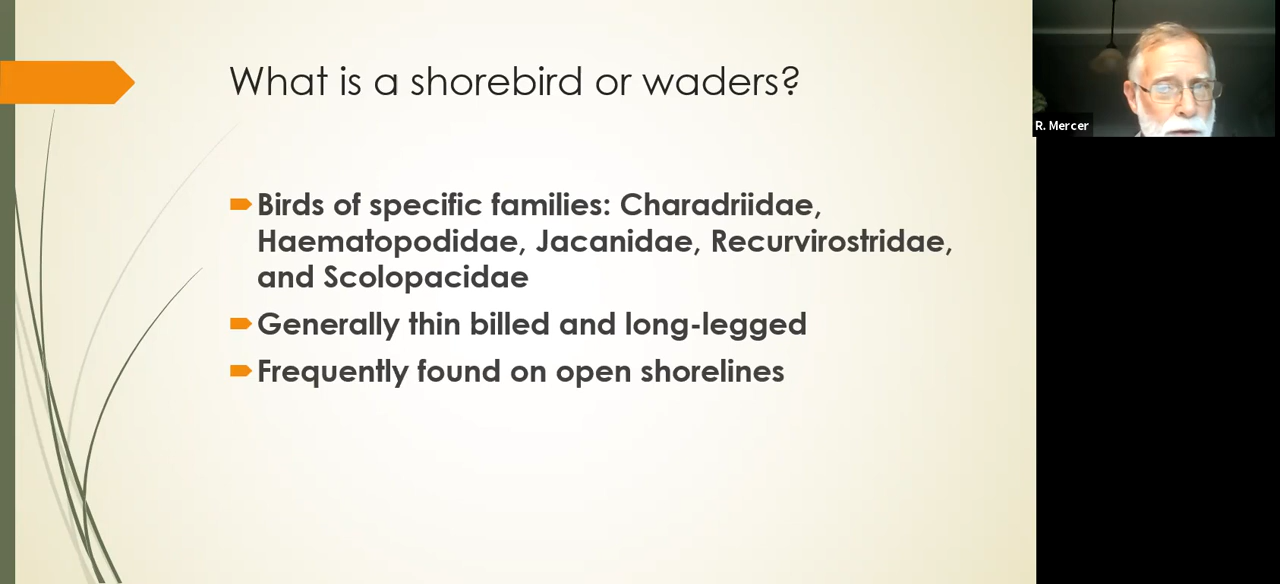 What is a shorebird or waders?
Birds of specific families: Charadriidae,
Haematopodidae, Jacanidae, Recurvirostridae,
and Scolopacidae
Generally thin billed and long-legged
Frequently found on open shorelines
R. Mercer